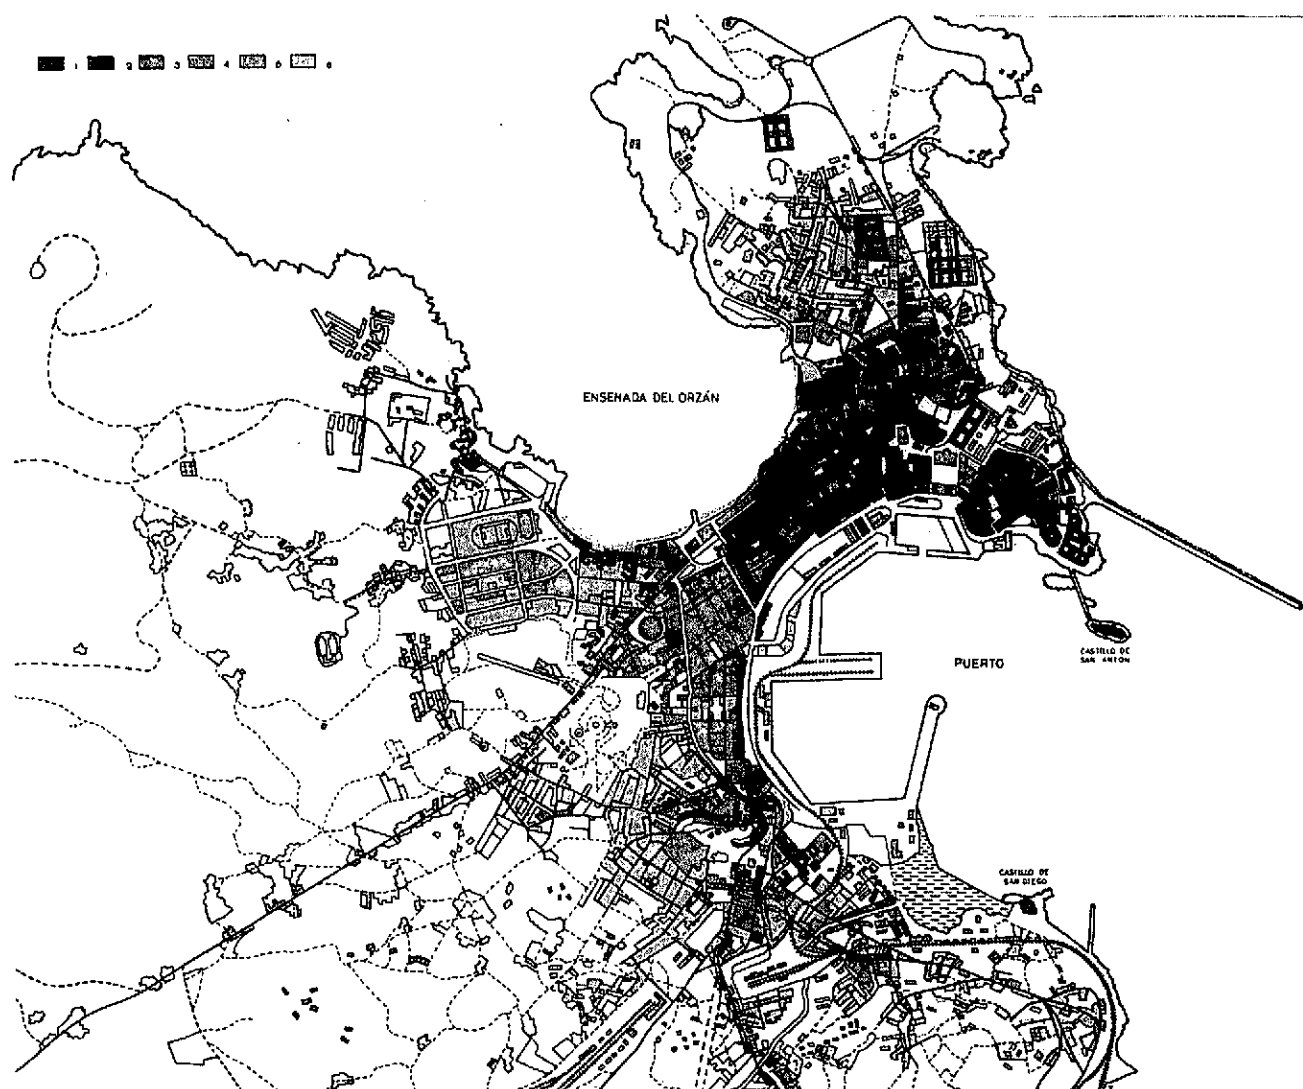 1 2 3 4 5 6
ENSENADA DEL ORZÁN
CASTILLO DE
SAN ANTON
PUERTO
CASTILLO DE
SAN DIEGO